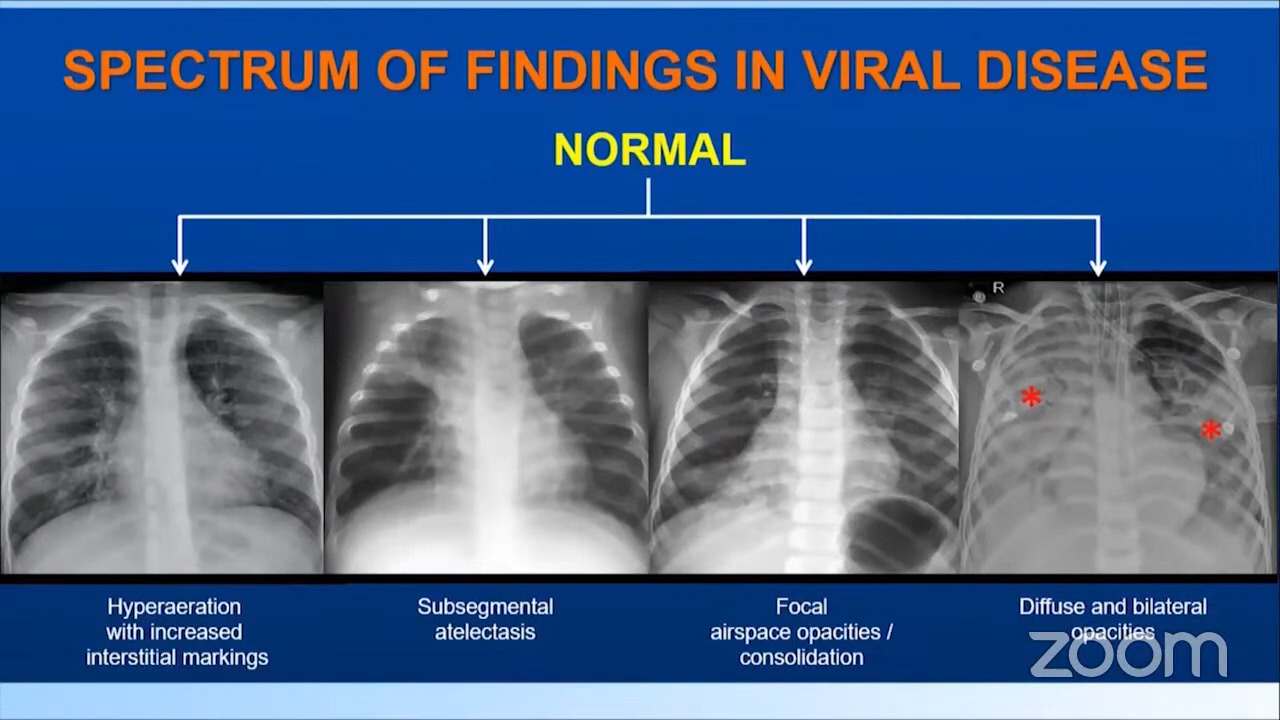 SPECTRUM OF FINDINGS IN VIRAL DISEASE
NORMAL
R
*
*
Hyperaeration
with increased
interstitial markings
Subsegmental
atelectasis
Focal
airspace opacities /
consolidation
Diffuse and bilateral
opacities
zoom